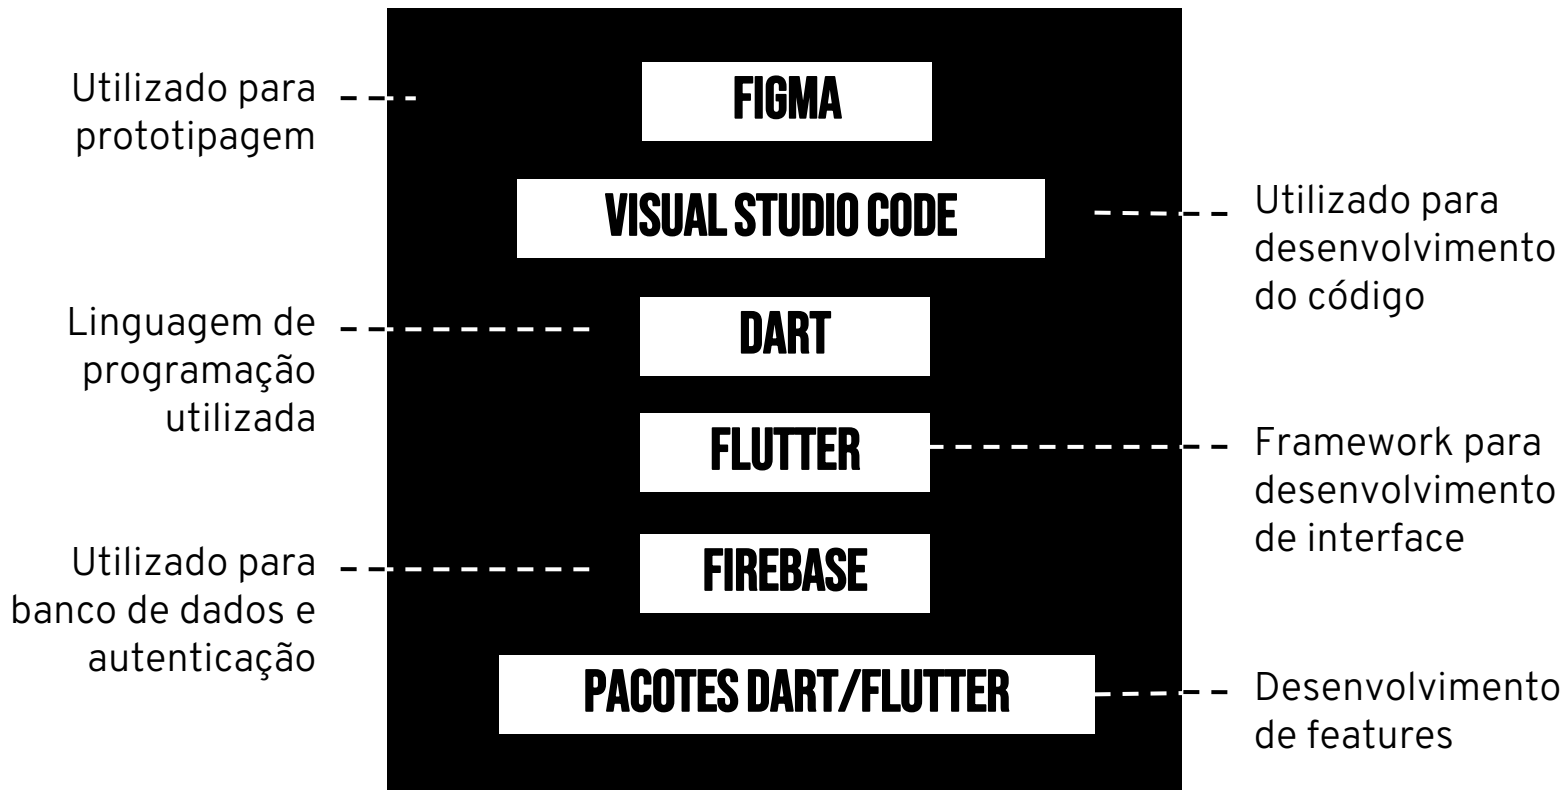 Utilizado para
prototipagem
FIGMA
VISUAL STUDIO CODE
Utilizado para
desenvolvimento
do código
Linguagem de
programação
utilizada
DART
FLUTTER
Framework para
desenvolvimento
de interface
Utilizado para
banco de dados e
autenticação
FIREBASE
PACOTES DART/FLUTTER
Desenvolvimento
de features